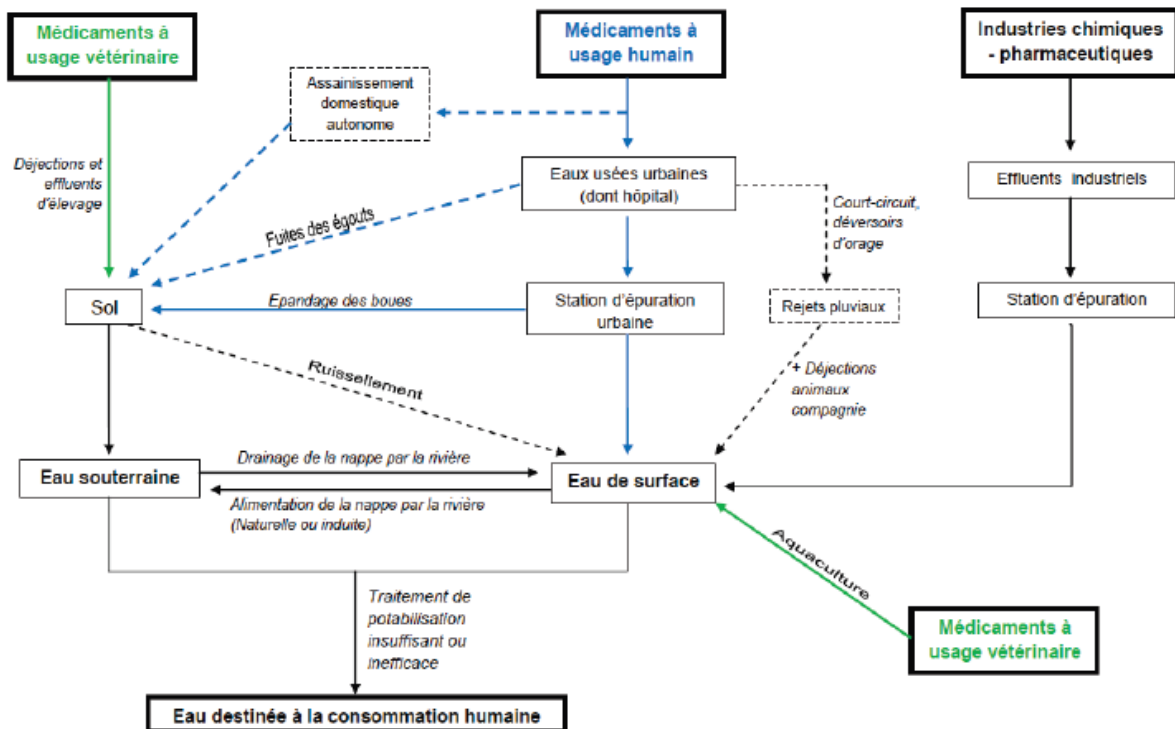 Médicaments à
usage vétérinaire
Médicaments à
usage humain
Industries chimiques
- pharmaceutiques
Assainissement
domestique
autonome
Déjections et
effluents
d'élevage
Eaux usées urbaines
(dont hôpital)
Effluents industriels
Court-circuit,
déversoirs
d'orage
Fuites des égouts
Sol
Epandage des boues
Station d'épuration
urbaine
Rejets pluviaux
Station d'épuration
Ruissellement
+ Déjections
animaux
compagnie
Drainage de la nappe par la rivière
Eau souterraine
Eau de surface
Alimentation de la nappe par la rivière
(Naturelle ou induite)
Aquaculture
Traitement de
potabilisation
insuffisant ou
inefficace
Médicaments à
usage vétérinaire
Eau destinée à la consommation humaine